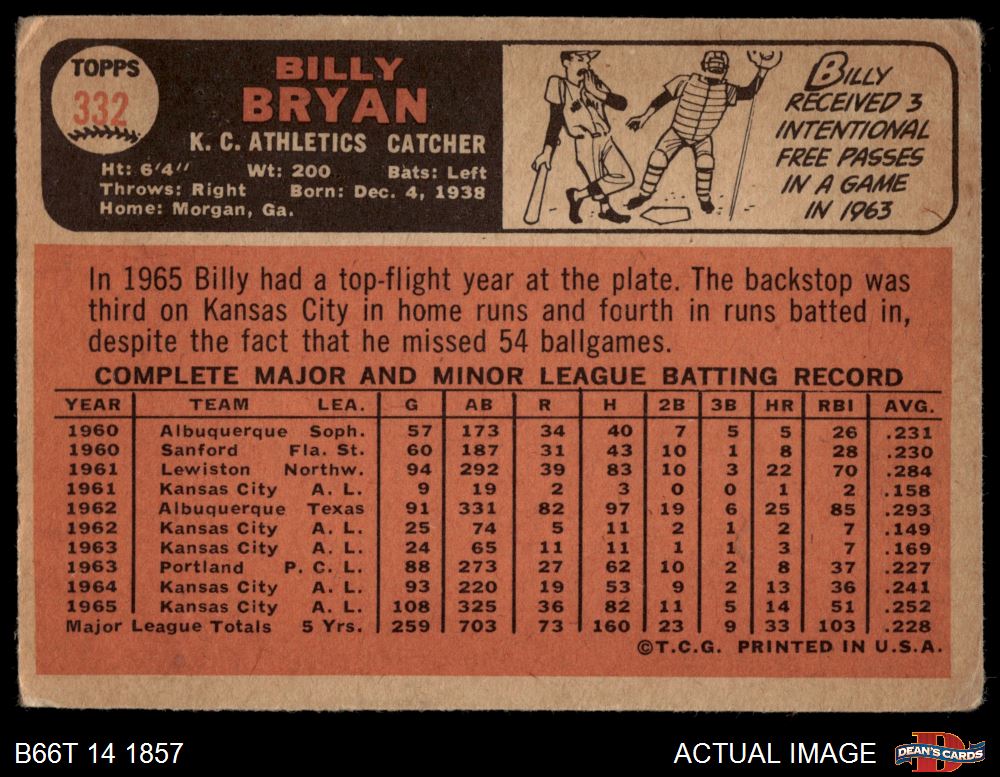 TOPPS
332
BILLY
BRYAN
K. C. ATHLETICS CATCHER
Ht: 6'4" Wt: 200 Bats: Left
Throws: Right Born: Dec. 4, 1938
Home: Morgan, Ga.
BILLY
RECEIVED 3
INTENTIONAL
FREE PASSES
IN A GAME
IN 1963
In 1965 Billy had a top-flight year at the plate. The backstop was
third on Kansas City in home runs and fourth in runs batted in,
despite the fact that he missed 54 ballgames.
COMPLETE MAJOR AND MINOR LEAGUE BATTING RECORD
YEAR TEAM LEA. G AB R H 2B 3B HR RBI AVG.
1960 Albuquerque Soph. 57 173 34 40 7 5 5 26 .231
1960 Sanford Fla. St. 60 187 31 43 10 1 8 28 .230
1961 Lewiston Northw. 94 292 39 83 10 3 22 70 .284
1961 Kansas City A. L. 9 19 2 3 0 0 1 2 .158
1962 Albuquerque Texas 91 331 82 97 19 6 25 85 .293
1962 Kansas City A. L. 25 74 5 11 2 1 2 7 .149
1963 Kansas City A. L. 24 65 11 11 1 1 3 7 .169
1963 Portland P. C. L. 88 273 27 62 10 2 8 37 .227
1964 Kansas City A. L. 93 220 19 53 9 2 13 36 .241
1965 Kansas City A. L. 108 325 36 82 11 5 14 51 .252
Major League Totals 5 Yrs. 259 703 73 160 23 9 33 103 .228
©T.C.G. PRINTED IN U.S.A.
B66T 14 1857
ACTUAL IMAGE
DEAN'S CARDS